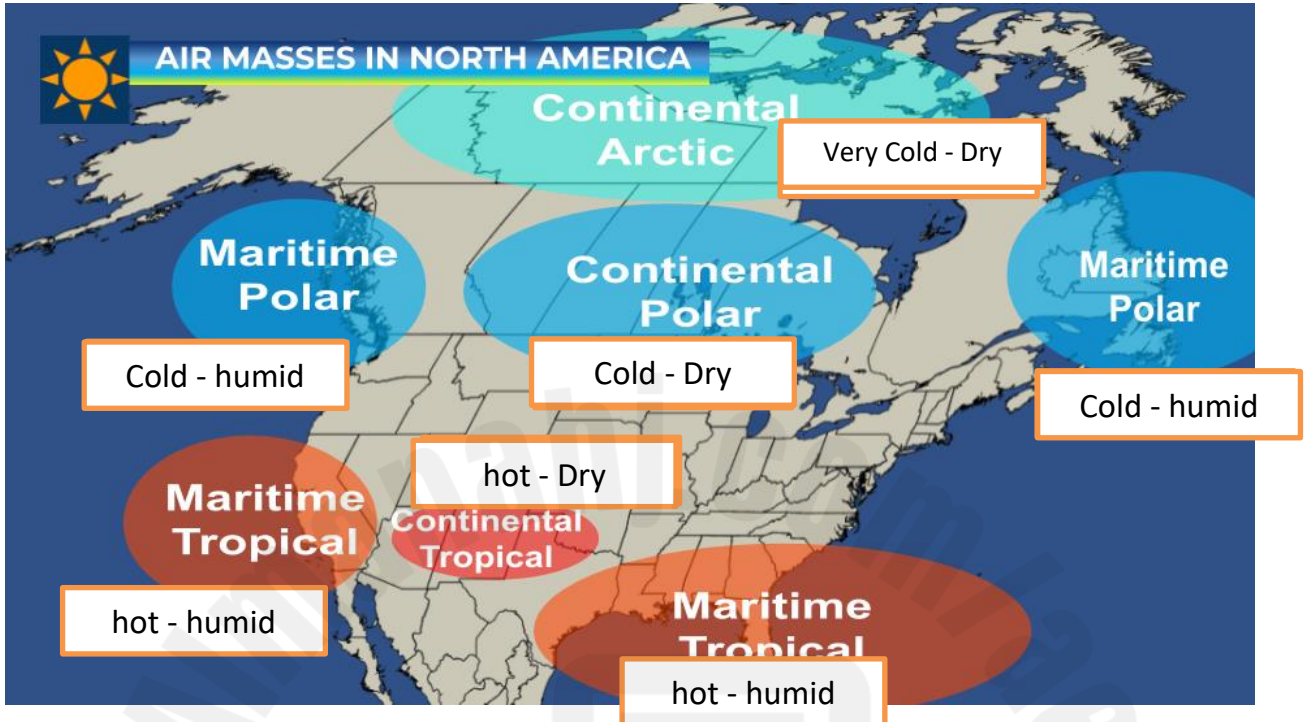 AIR MASSES IN NORTH AMERICA
Continental
Arctic
Very Cold - Dry
Maritime
Polar
Continental
Polar
Maritime
Polar
Cold - humid
Cold - Dry
Cold - humid
hot - Dry
Maritime
Tropical
Continental
Tropical
hot - humid
Maritime
Tropical
hot - humid